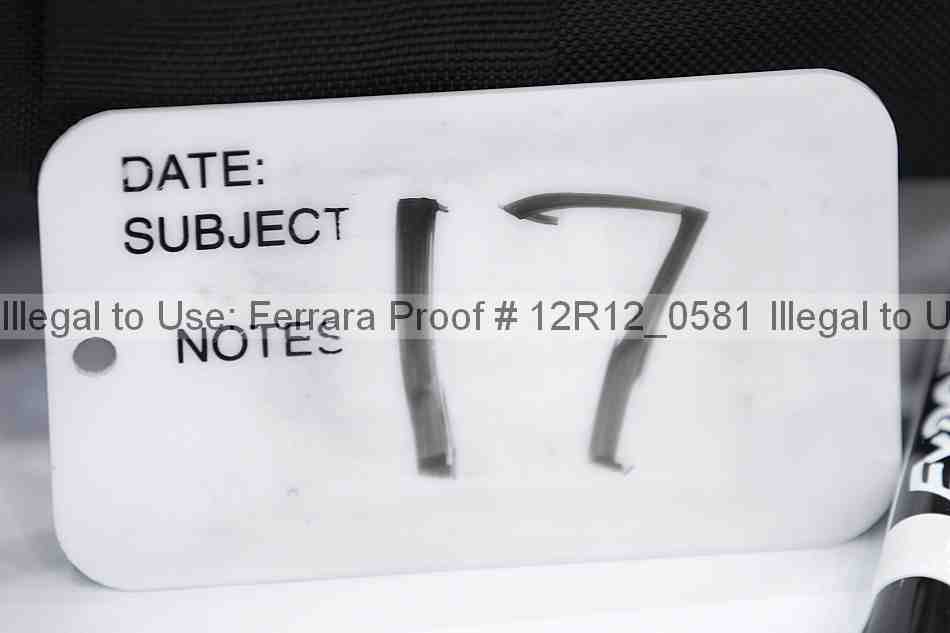 DATE:
SUBJECT
17
Illegal to Use: Ferrara Proof # 12R12_0581 Illegal to U
NOTES